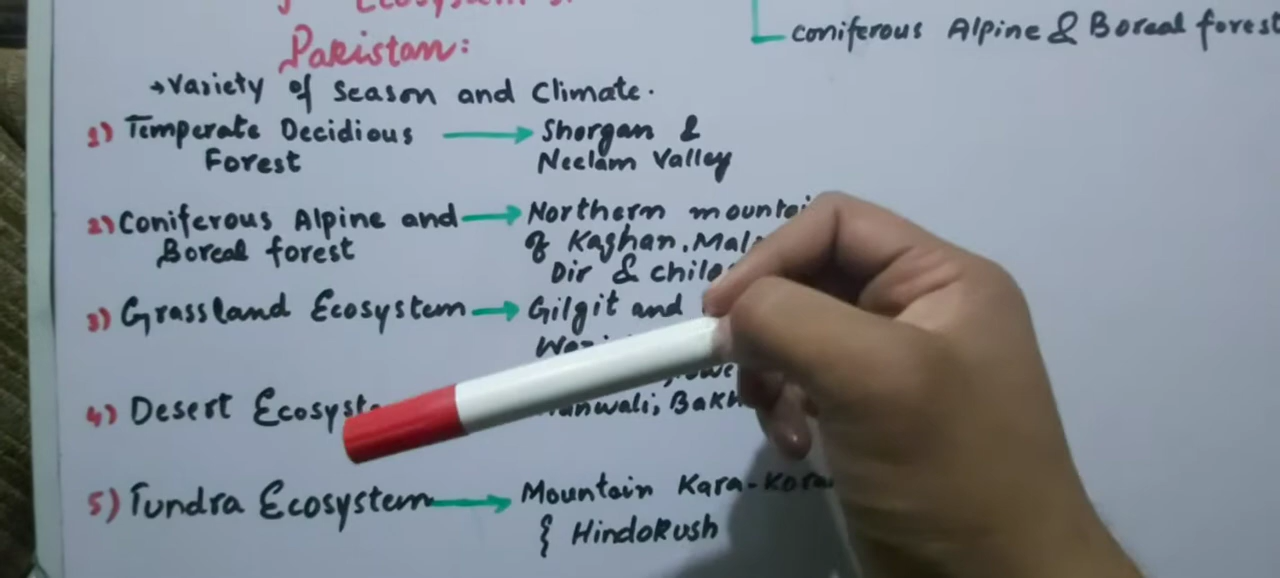 Ecosystem
Pakistan:
coniferous Alpine & Boreal forest
→Variety of season and Climate.
1) Temperate Decidious → Shorgan &
Forest Neelam Valley
2) Coniferous Alpine and → Northern
Boreal forest of Kaghan,
Dir &
3) Grassland Ecosystem → Gilgit and
4) Desert
5) Tundra Ecosystem → Mountain
{ HindoKush